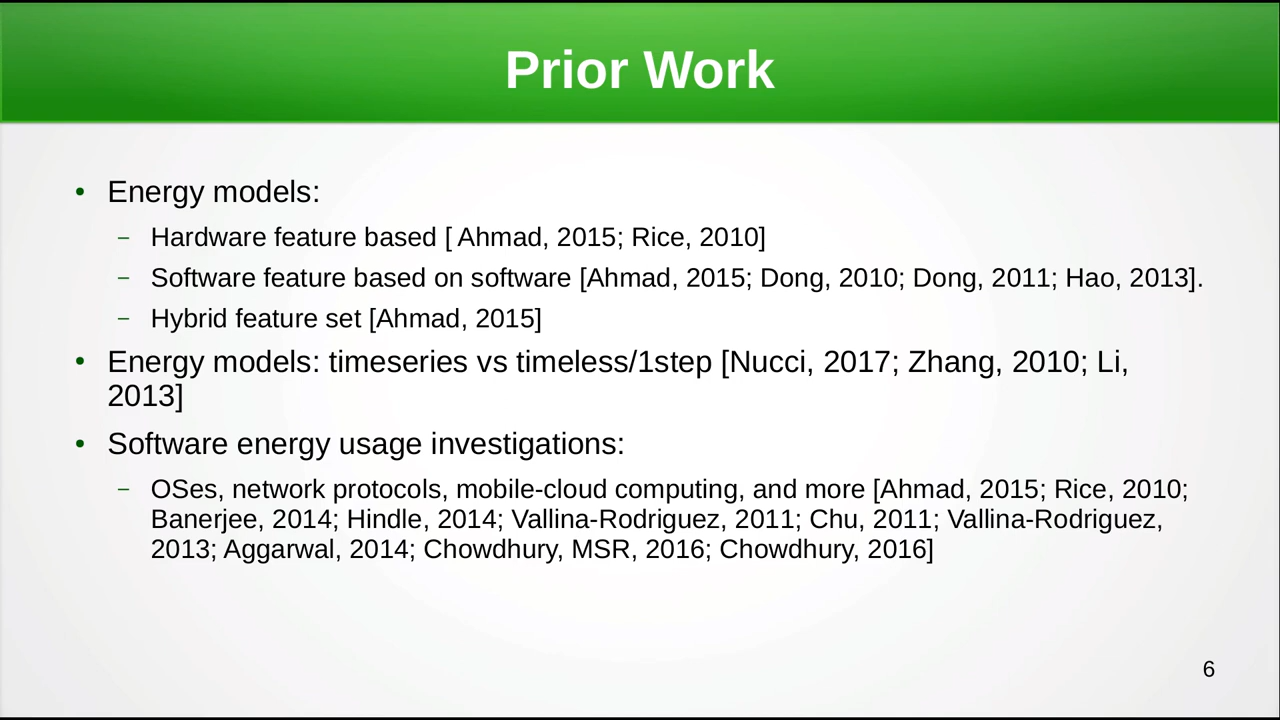 Prior Work
• Energy models:
– Hardware feature based [ Ahmad, 2015; Rice, 2010]
– Software feature based on software [Ahmad, 2015; Dong, 2010; Dong, 2011; Hao, 2013].
– Hybrid feature set [Ahmad, 2015]
• Energy models: timeseries vs timeless/1step [Nucci, 2017; Zhang, 2010; Li,
2013]
• Software energy usage investigations:
– OSes, network protocols, mobile-cloud computing, and more [Ahmad, 2015; Rice, 2010;
Banerjee, 2014; Hindle, 2014; Vallina-Rodriguez, 2011; Chu, 2011; Vallina-Rodriguez,
2013; Aggarwal, 2014; Chowdhury, MSR, 2016; Chowdhury, 2016]
6